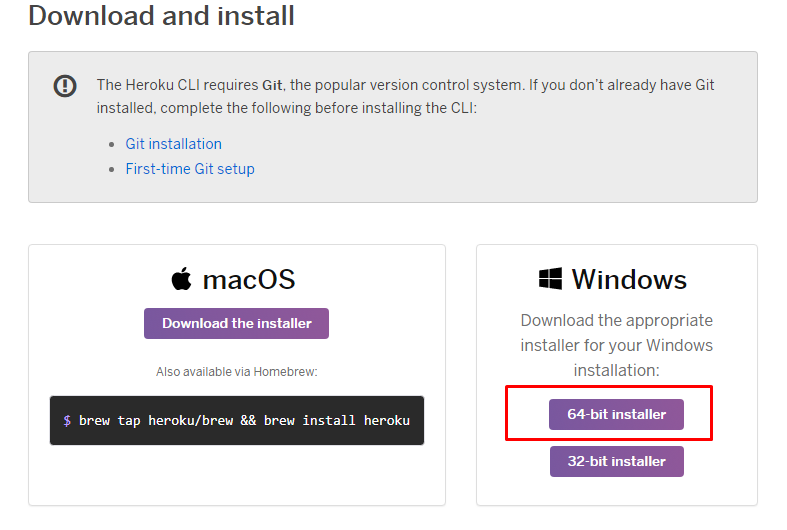 Download and install
The Heroku CLI requires Git, the popular version control system. If you don’t already have Git
installed, complete the following before installing the CLI:
Git installation
First-time Git setup
macOS
Download the installer
Also available via Homebrew:
$ brew tap heroku/brew && brew install heroku
Windows
Download the appropriate
installer for your Windows
installation:
64-bit installer
32-bit installer